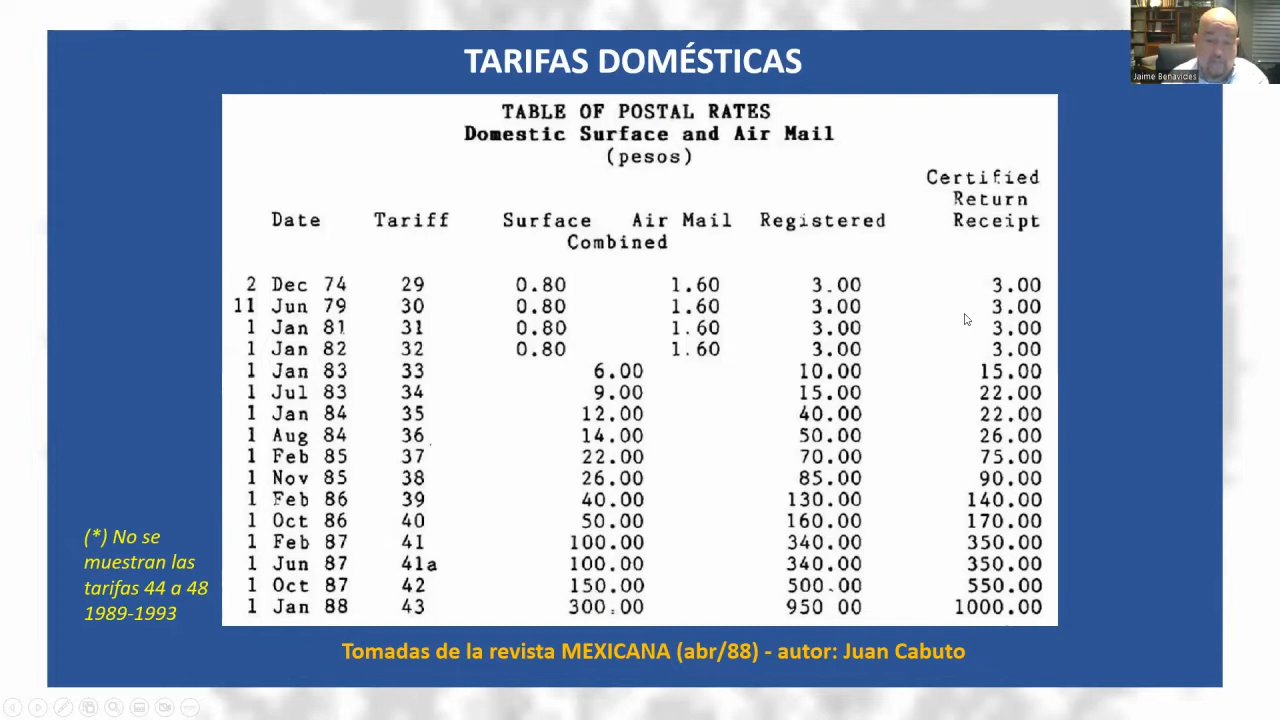 TARIFAS DOMÉSTICAS
Jaime Benavides
TABLE OF POSTAL RATES
Domestic Surface and Air Mail
(pesos)
Certified
Return
Date Tariff Surface Air Mail Registered Receipt
Combined
2 Dec 74 29 0.80 1.60 3.00 3.00
11 Jun 79 30 0.80 1.60 3.00 3.00
1 Jan 81 31 0.80 1.60 3.00 3.00
1 Jan 82 32 0.80 1.60 3.00 3.00
1 Jan 83 33 6.00 10.00 15.00
1 Jul 83 34 9.00 15.00 22.00
1 Jan 84 35 12.00 40.00 22.00
1 Aug 84 36 14.00 50.00 26.00
1 Feb 85 37 22.00 70.00 75.00
1 Nov 85 38 26.00 85.00 90.00
1 Feb 86 39 40.00 130.00 140.00
1 Oct 86 40 50.00 160.00 170.00
1 Feb 87 41 100.00 340.00 350.00
1 Jun 87 41a 100.00 340.00 350.00
1 Oct 87 42 150.00 500.00 550.00
1 Jan 88 43 300.00 950 00 1000.00
(*) No se
muestran las
tarifas 44 a 48
1989-1993
Tomadas de la revista MEXICANA (abr/88) - autor: Juan Cabuto